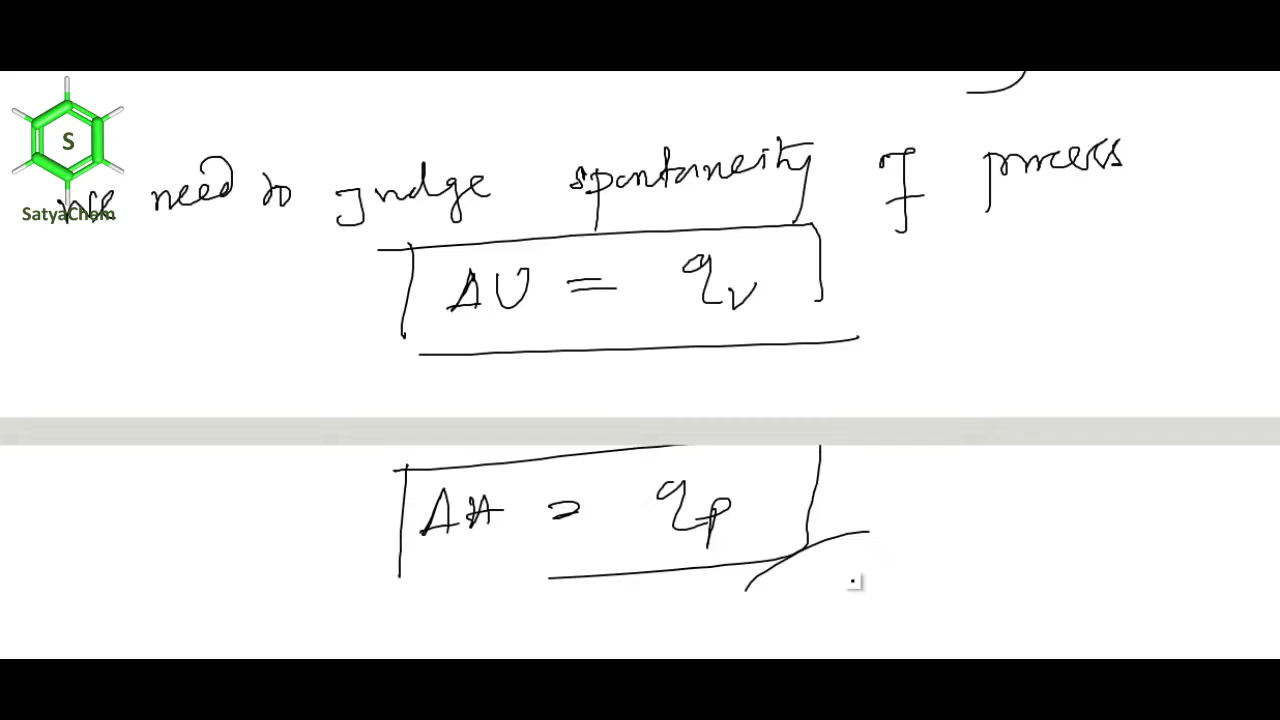 S
SatyaChem
we need to judge spontaneity of process
ΔU = qv
ΔH = qp